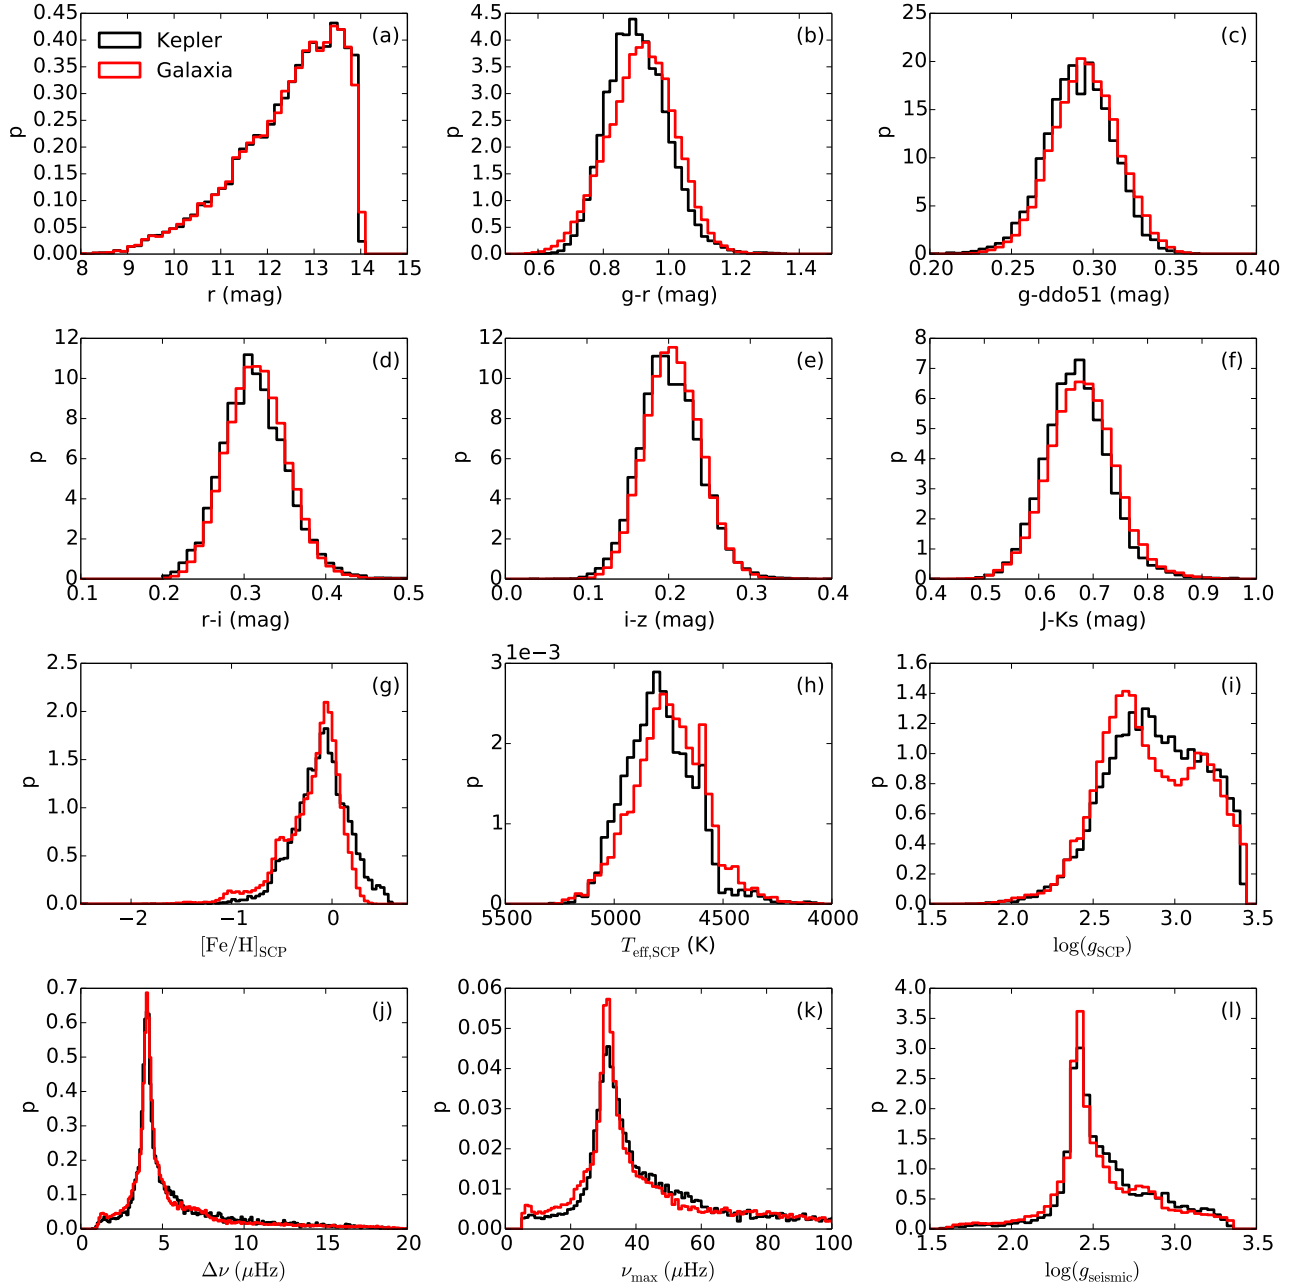 0.45
0.40
0.35
0.30
0.25
0.20
0.15
0.10
0.05
0.00
p
Kepler
Galaxia
(a)
8 9 10 11 12 13 14 15
r (mag)
4.5
4.0
3.5
3.0
2.5
2.0
1.5
1.0
0.5
0.0
p
(b)
0.6 0.8 1.0 1.2 1.4
g-r (mag)
25
20
15
10
5
0
p
(c)
0.20 0.25 0.30 0.35 0.40
g-ddo51 (mag)
12
10
8
6
4
2
0
p
(d)
0.1 0.2 0.3 0.4 0.5
r-i (mag)
12
10
8
6
4
2
0
p
(e)
0.0 0.1 0.2 0.3 0.4
i-z (mag)
8
7
6
5
4
3
2
1
0
p
(f)
0.4 0.5 0.6 0.7 0.8 0.9 1.0
J-Ks (mag)
2.5
2.0
1.5
1.0
0.5
0.0
p
(g)
−2 −1 0
[Fe/H]SCP
1e−3
3
2
1
0
p
(h)
5500 5000 4500 4000
Teff,SCP (K)
1.6
1.4
1.2
1.0
0.8
0.6
0.4
0.2
0.0
p
(i)
1.5 2.0 2.5 3.0 3.5
log(gSCP)
0.7
0.6
0.5
0.4
0.3
0.2
0.1
0.0
p
(j)
0 5 10 15 20
Δν (μHz)
0.06
0.05
0.04
0.03
0.02
0.01
0.00
p
(k)
0 20 40 60 80 100
νmax (μHz)
4.0
3.5
3.0
2.5
2.0
1.5
1.0
0.5
0.0
p
(l)
1.5 2.0 2.5 3.0 3.5
log(gseismic)